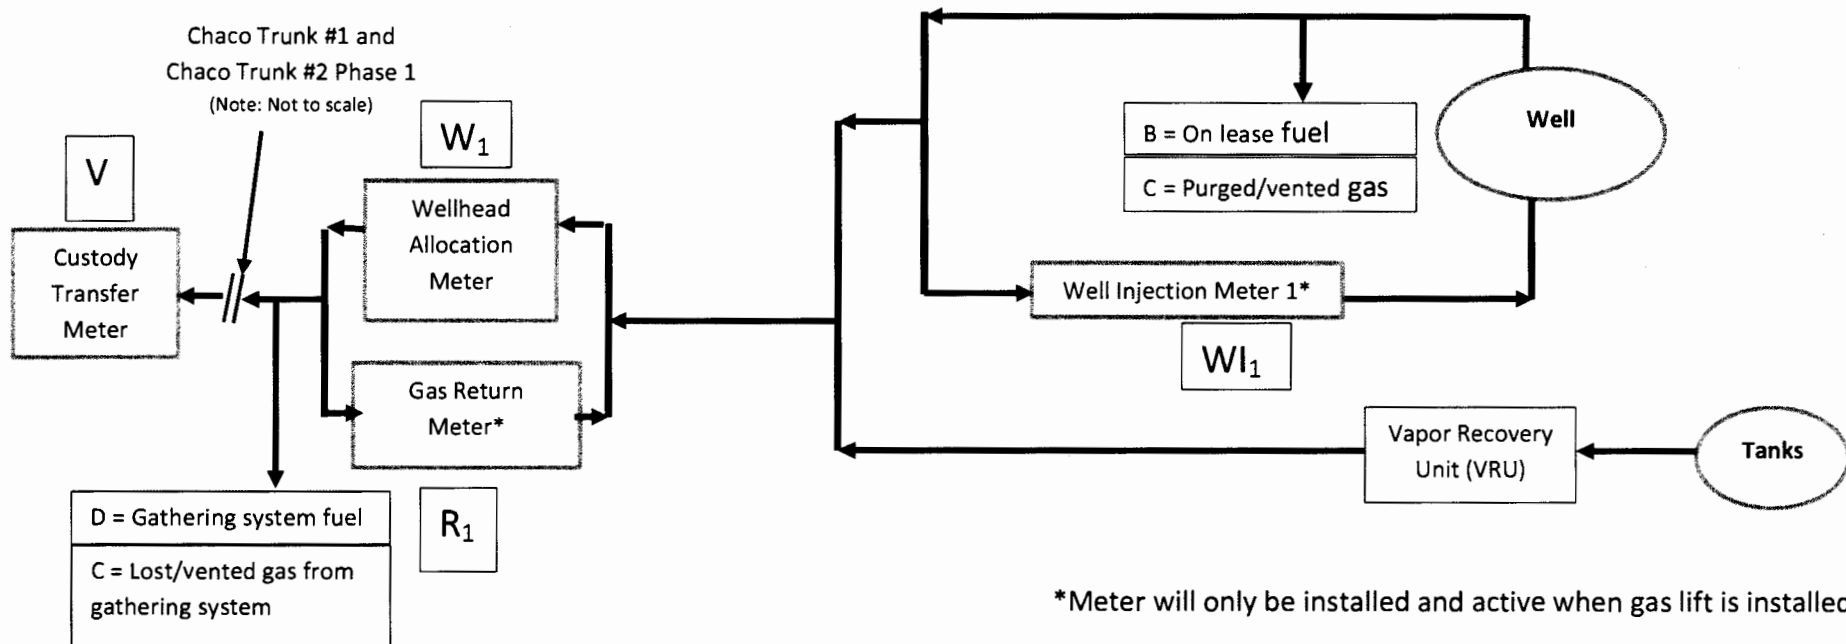 Chaco Trunk #1 and
Chaco Trunk #2 Phase 1
(Note: Not to scale)
V
Custody
Transfer
Meter
W1
Wellhead
Allocation
Meter
Gas Return
Meter*
R1
D = Gathering system fuel
C = Lost/vented gas from
gathering system
B = On lease fuel
C = Purged/vented gas
Well
Well Injection Meter 1*
WI1
Vapor Recovery
Unit (VRU)
Tanks
*Meter will only be installed and active when gas lift is installed